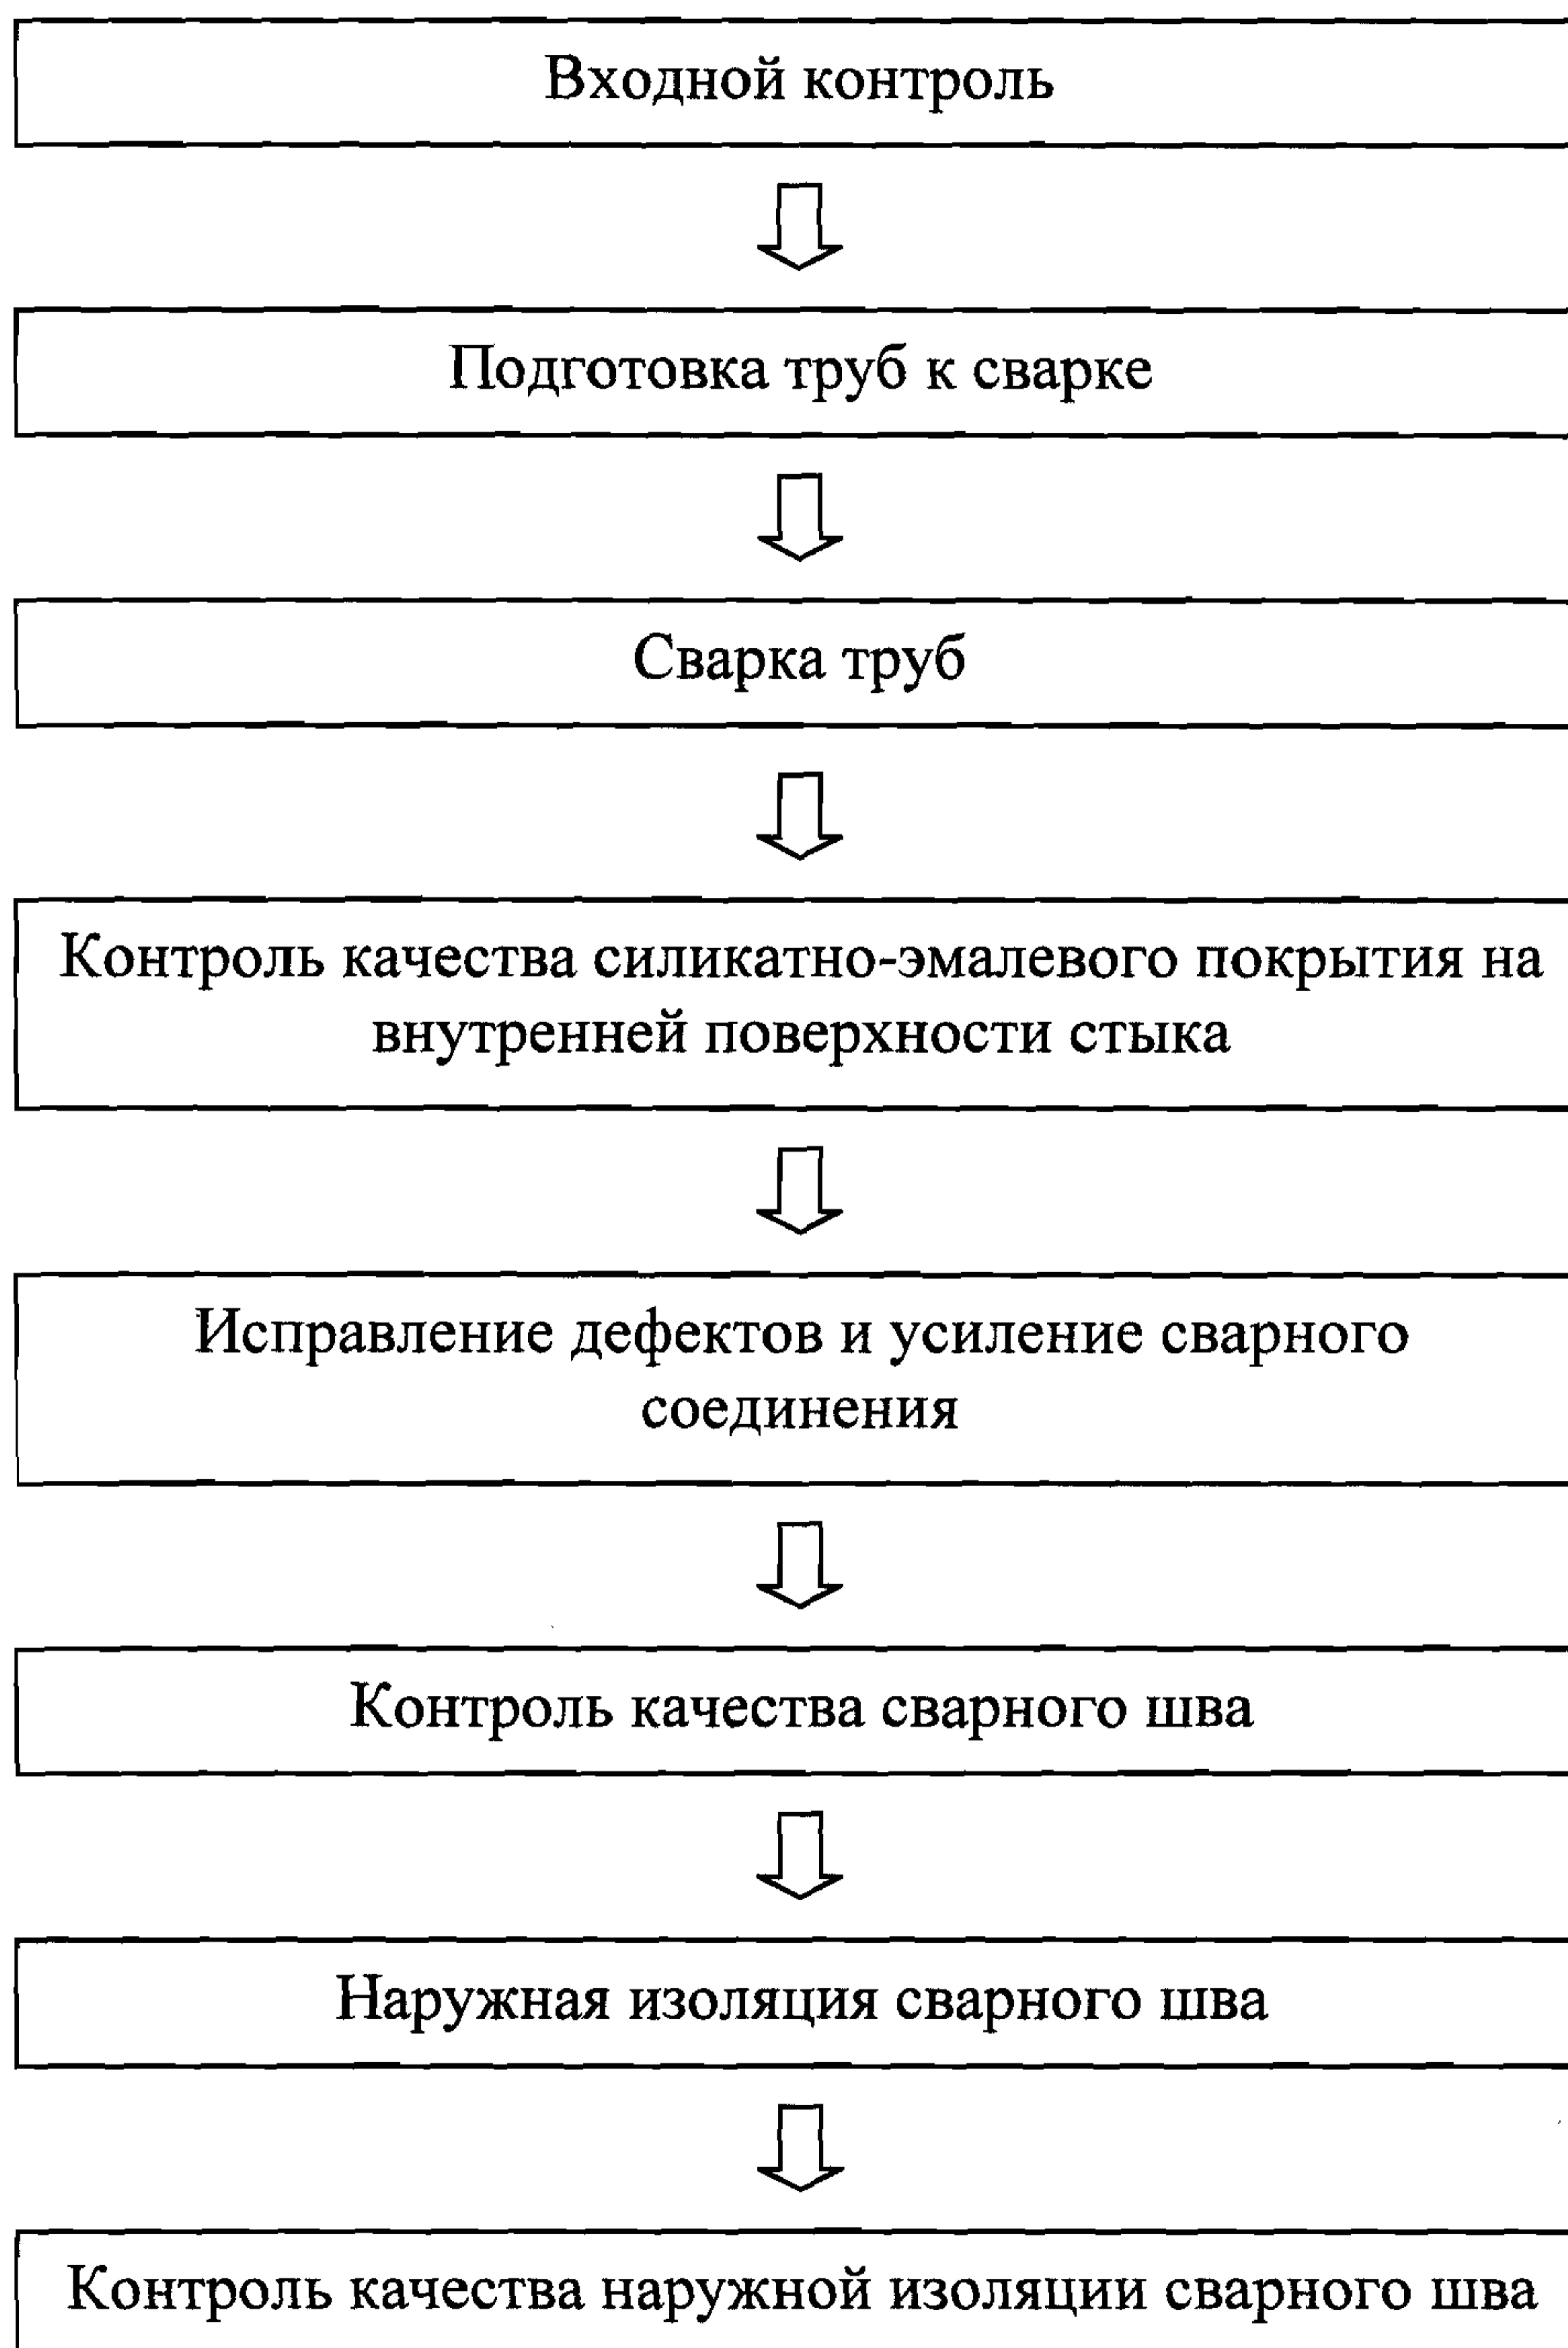 Входной контроль
Подготовка труб к сварке
Сварка труб
Контроль качества силикатно-эмалевого покрытия на
внутренней поверхности стыка
Исправление дефектов и усиление сварного
соединения
Контроль качества сварного шва
Наружная изоляция сварного шва
Контроль качества наружной изоляции сварного шва